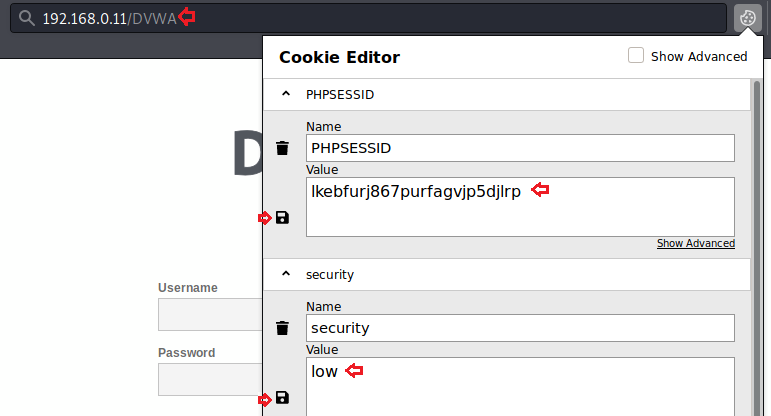 192.168.0.11/DVWA
Cookie Editor
Show Advanced
PHPSESSID
Name
PHPSESSID
Value
lkebfurj867purfagvjp5djlrp
Show Advanced
security
Name
security
Value
low
D
Username
Password